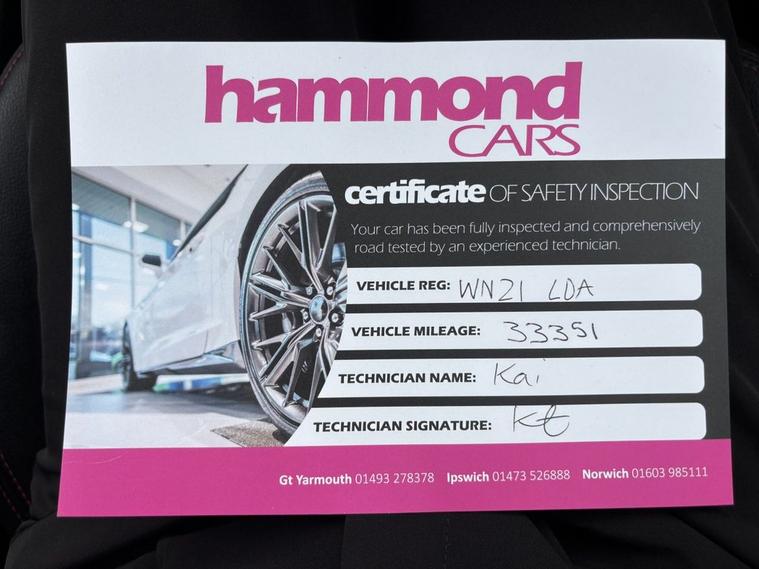 hammond
CARS
certificate OF SAFETY INSPECTION
Your car has been fully inspected and comprehensively
road tested by an experienced technician.
VEHICLE REG: WN21 LDA
VEHICLE MILEAGE: 33351
TECHNICIAN NAME: Kai
TECHNICIAN SIGNATURE: Kt
Gt Yarmouth 01493 278378 Ipswich 01473 526888 Norwich 01603 985111